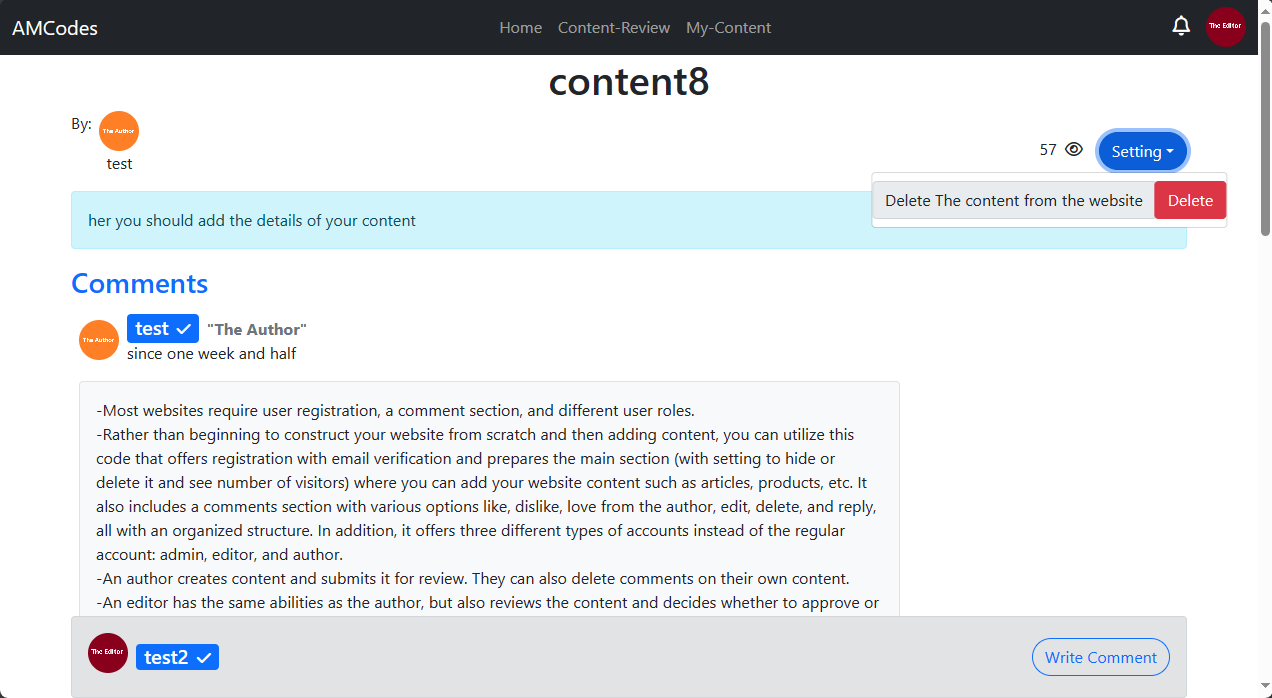 AMCodes
Home Content-Review My-Content
The Editor
content8
By:
The Author
test
57
Setting
Delete The content from the website Delete
her you should add the details of your content
Comments
The Author
test "The Author"
since one week and half
-Most websites require user registration, a comment section, and different user roles.
-Rather than beginning to construct your website from scratch and then adding content, you can utilize this
code that offers registration with email verification and prepares the main section (with setting to hide or
delete it and see number of visitors) where you can add your website content such as articles, products, etc. It
also includes a comments section with various options like, dislike, love from the author, edit, delete, and reply,
all with an organized structure. In addition, it offers three different types of accounts instead of the regular
account: admin, editor, and author.
-An author creates content and submits it for review. They can also delete comments on their own content.
-An editor has the same abilities as the author, but also reviews the content and decides whether to approve or
The Editor
test2
Write Comment